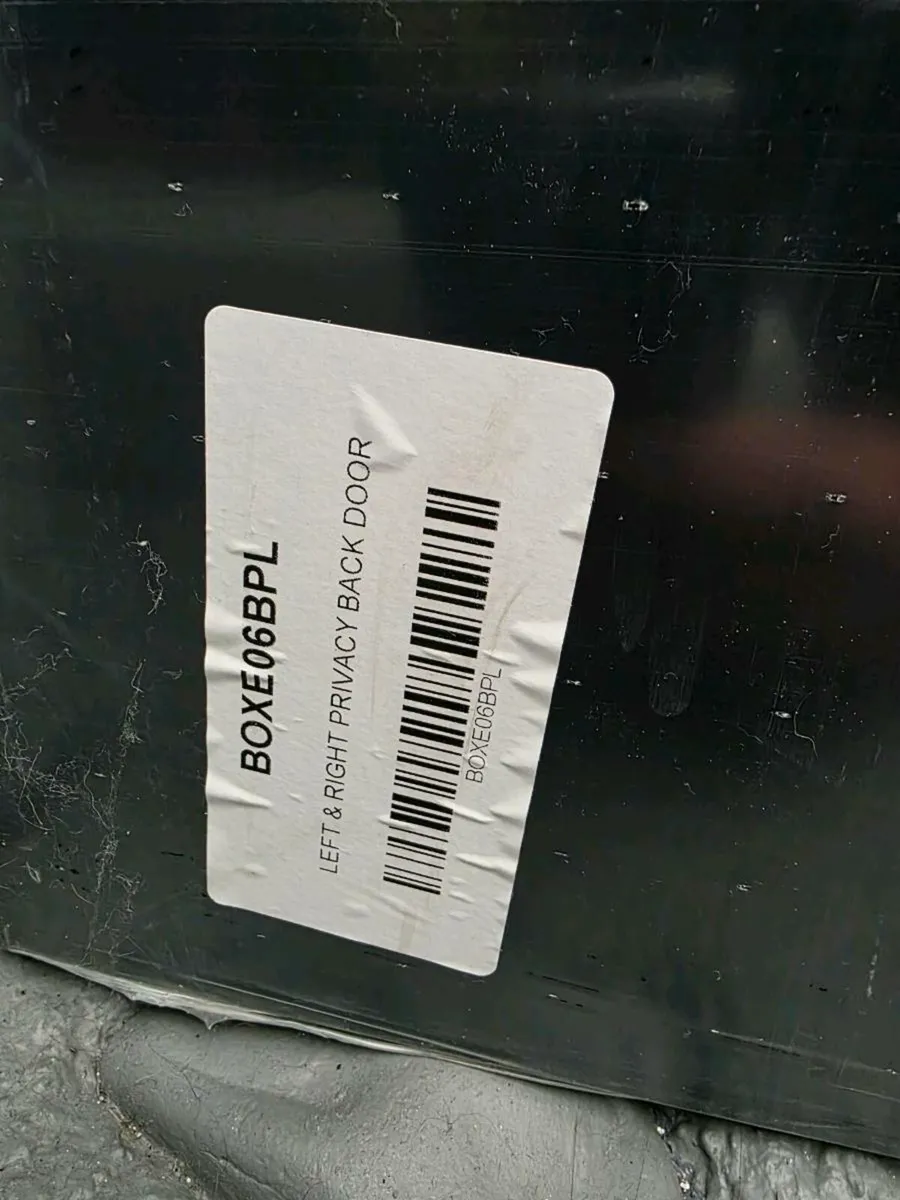 BOXE06BPL
LEFT & RIGHT PRIVACY BACK DOOR
BOXE06BPL